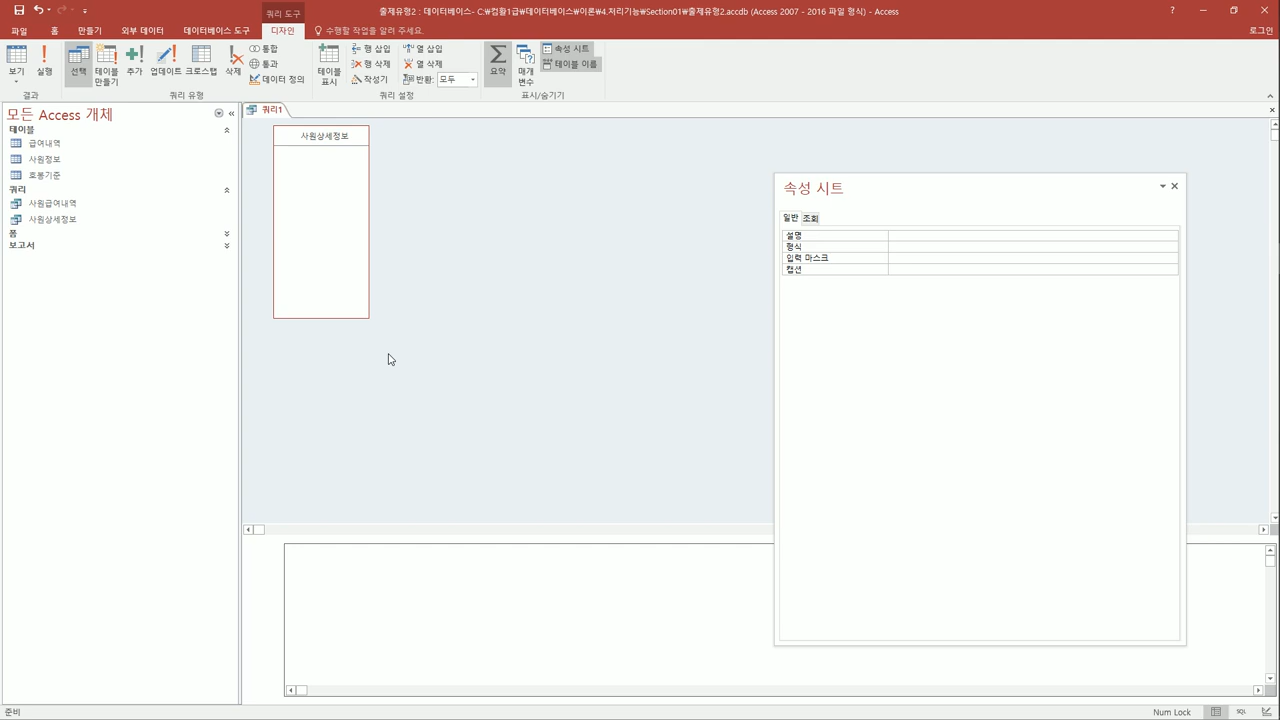 쿼리 도구
출제유형2 : 데이터베이스- C:₩컴활1급₩데이터베이스₩이론₩4.처리기능₩Section01₩출제유형2.accdb (Access 2007 - 2016 파일 형식) - Access
파일 홈 만들기 외부 데이터 데이터베이스 도구 디자인 수행할 작업을 알려 주세요. 로그인
보기 실행 선택 테이블 만들기 추가 업데이트 크로스탭 삭제
통합
통과
데이터 정의
테이블 표시
행 삽입
행 삭제
작성기
열 삽입
열 삭제
반환: 모두
요약
매개 변수
속성 시트
테이블 이름
결과 쿼리 유형 쿼리 설정 표시/숨기기
모든 Access 개체
테이블
급여내역
사원정보
호봉기준
쿼리
사원급여내역
사원상세정보
폼
보고서
쿼리1
사원상세정보
속성 시트
일반 조회
설명
형식
입력 마스크
캡션
준비
Num Lock
SQL